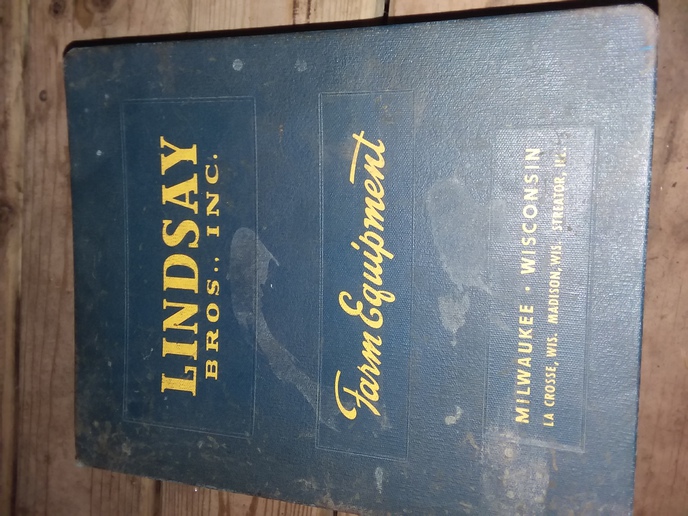 LINDSAY
BROS., INC.
Farm Equipment
MILWAUKEE • WISCONSIN
LA CROSSE, WIS. MADISON, WIS. STREATOR, ILL.